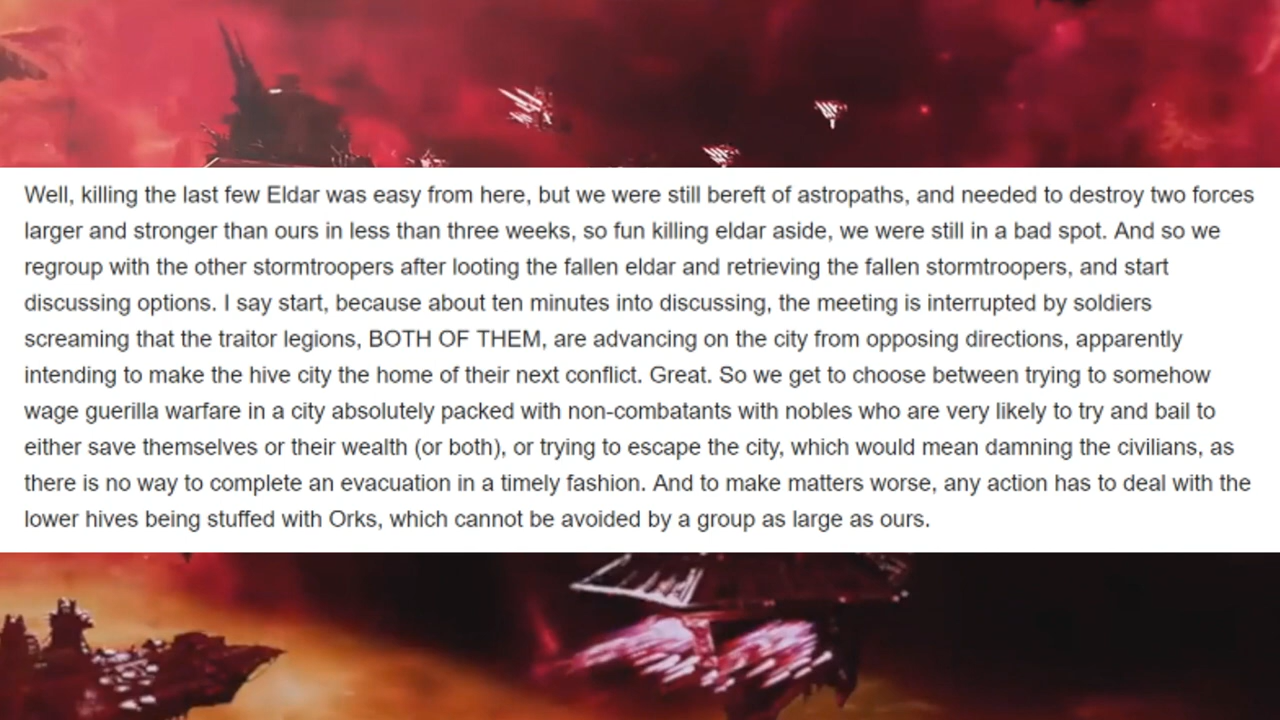 Well, killing the last few Eldar was easy from here, but we were still bereft of astropaths, and needed to destroy two forces
larger and stronger than ours in less than three weeks, so fun killing eldar aside, we were still in a bad spot. And so we
regroup with the other stormtroopers after looting the fallen eldar and retrieving the fallen stormtroopers, and start
discussing options. I say start, because about ten minutes into discussing, the meeting is interrupted by soldiers
screaming that the traitor legions, BOTH OF THEM, are advancing on the city from opposing directions, apparently
intending to make the hive city the home of their next conflict. Great. So we get to choose between trying to somehow
wage guerilla warfare in a city absolutely packed with non-combatants with nobles who are very likely to try and bail to
either save themselves or their wealth (or both), or trying to escape the city, which would mean damning the civilians, as
there is no way to complete an evacuation in a timely fashion. And to make matters worse, any action has to deal with the
lower hives being stuffed with Orks, which cannot be avoided by a group as large as ours.